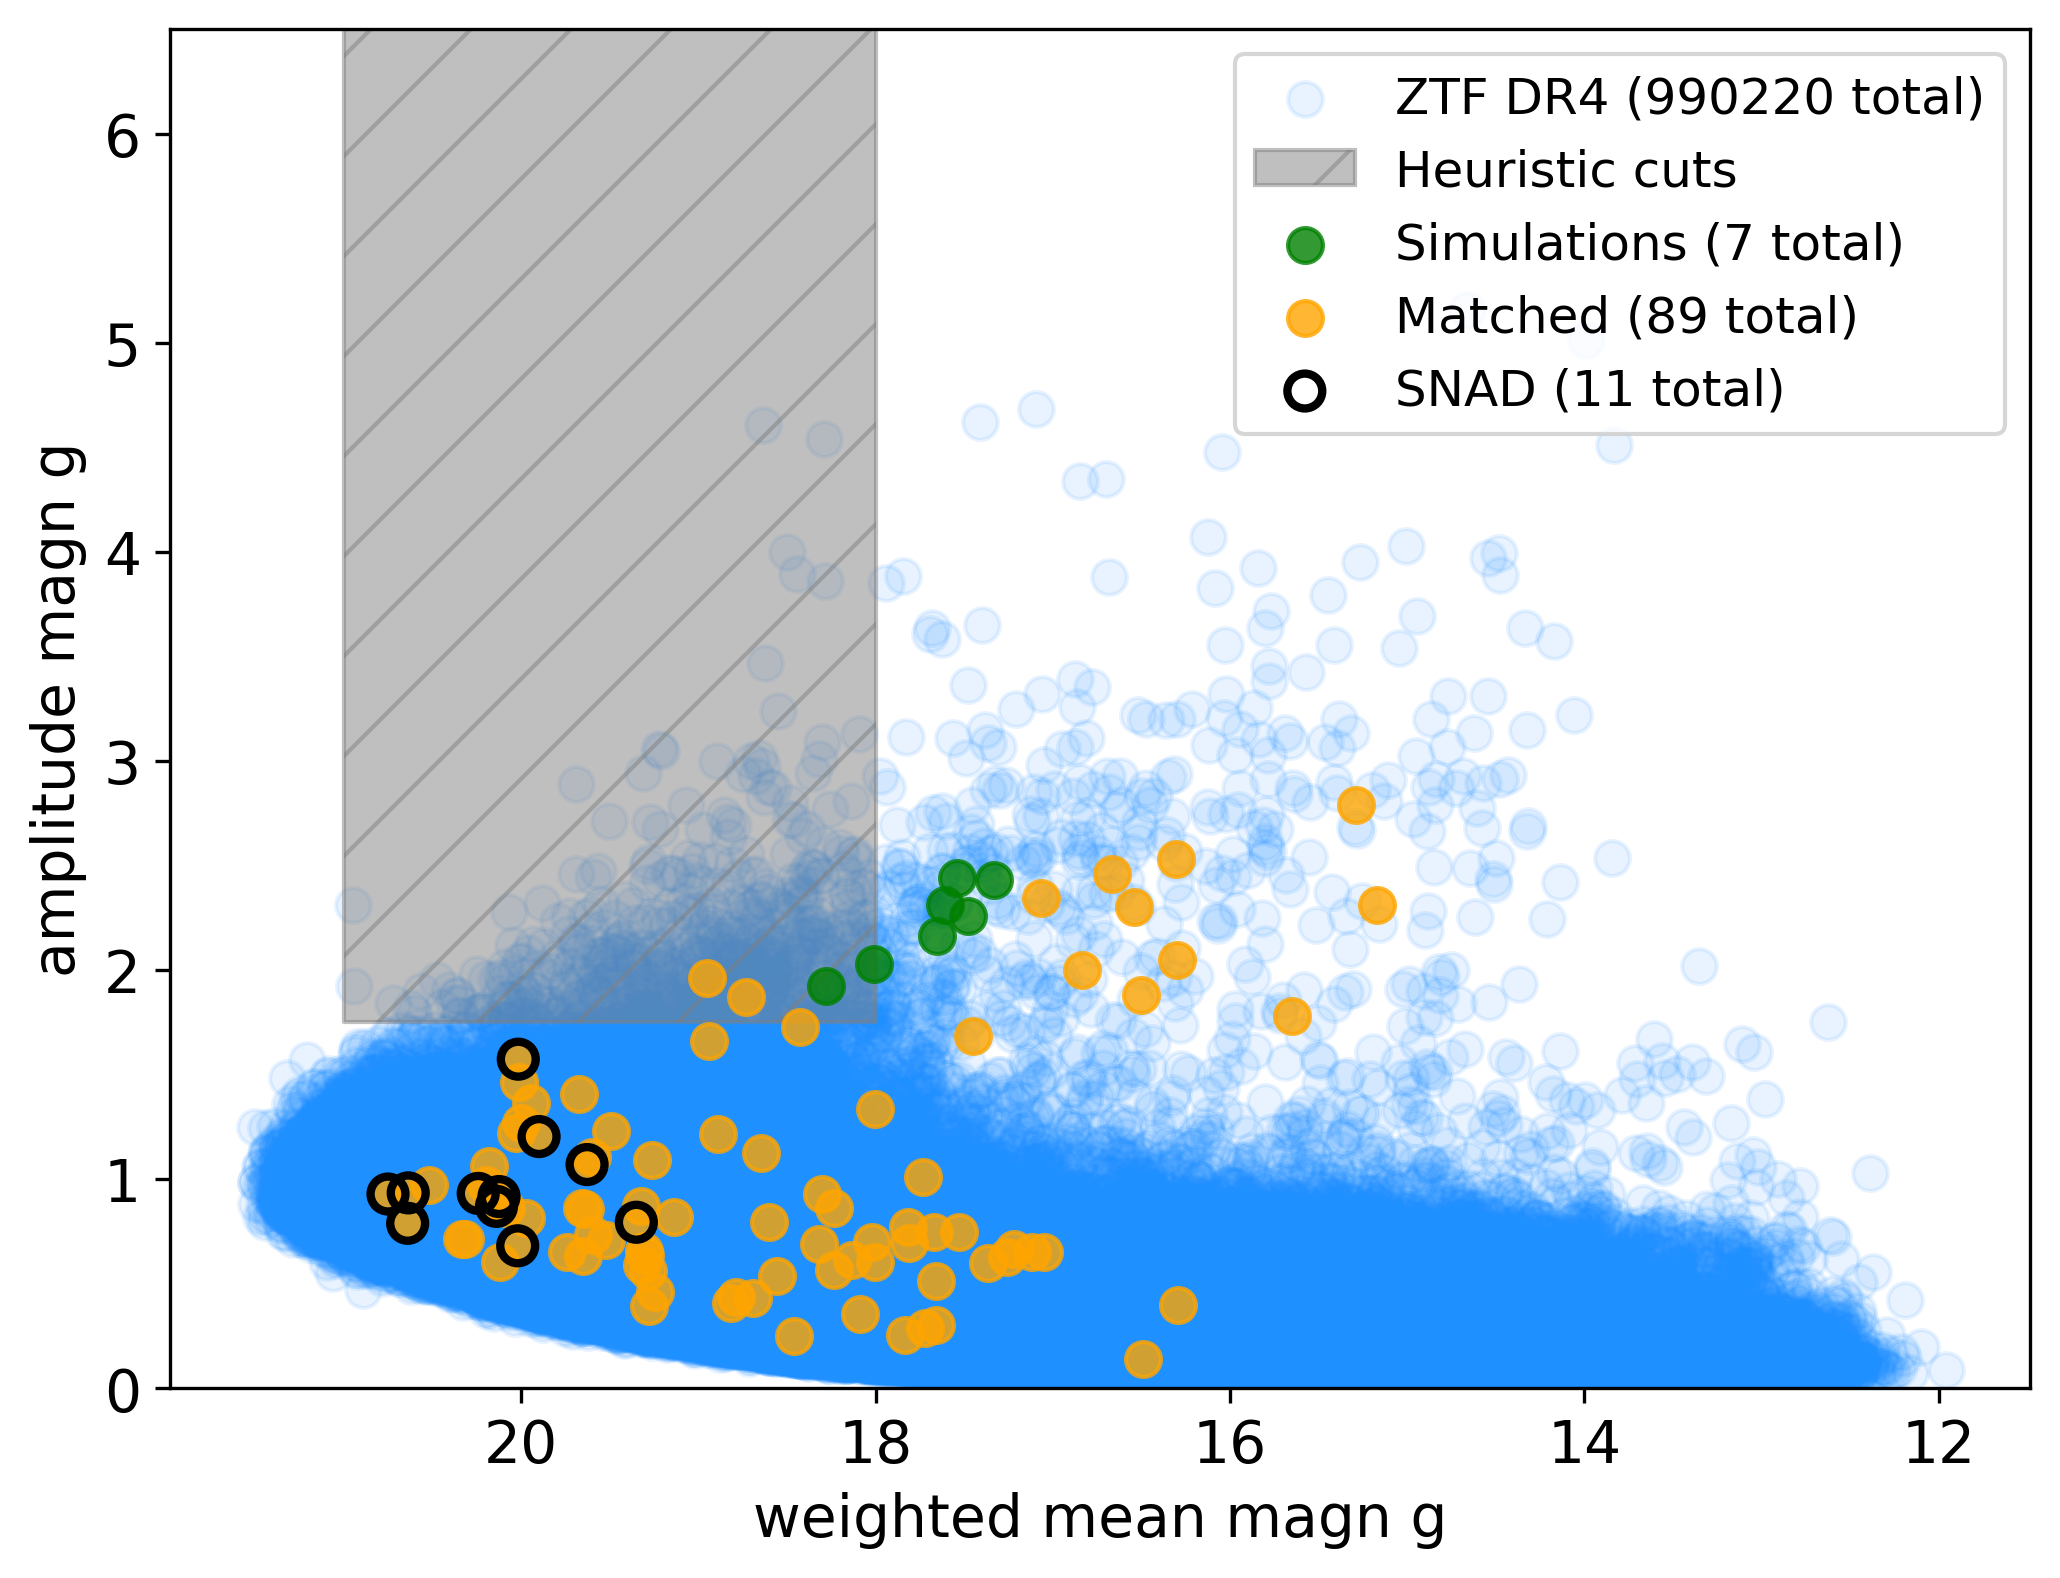 ZTF DR4 (990220 total)
Heuristic cuts
Simulations (7 total)
Matched (89 total)
SNAD (11 total)
amplitude magn g
6
5
4
3
2
1
0
20 18 16 14 12
weighted mean magn g